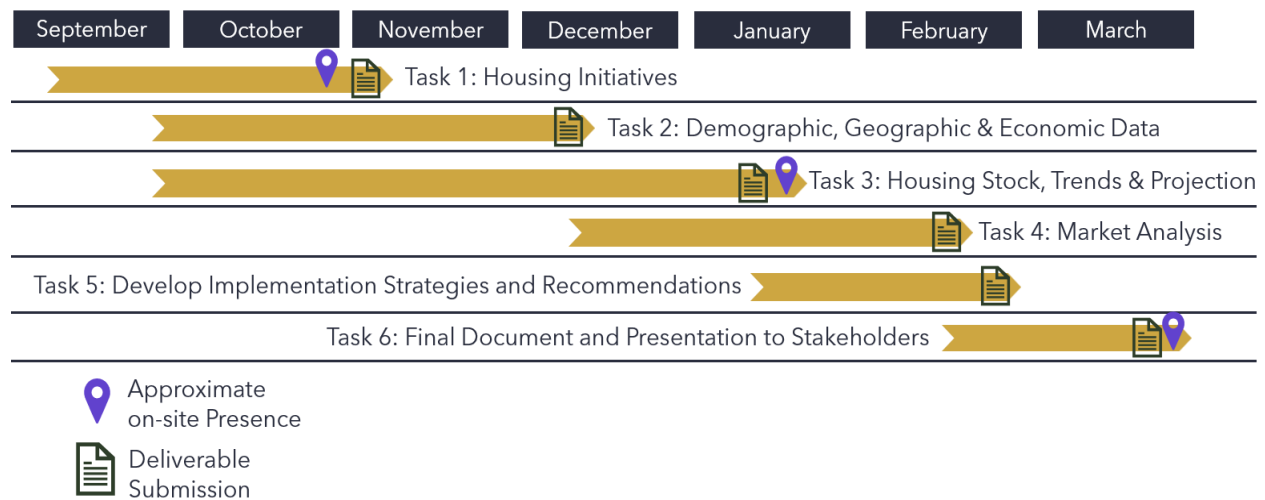 September October November December January February March
Task 1: Housing Initiatives
Task 2: Demographic, Geographic & Economic Data
Task 3: Housing Stock, Trends & Projection
Task 4: Market Analysis
Task 5: Develop Implementation Strategies and Recommendations
Task 6: Final Document and Presentation to Stakeholders
Approximate
on-site Presence
Deliverable
Submission